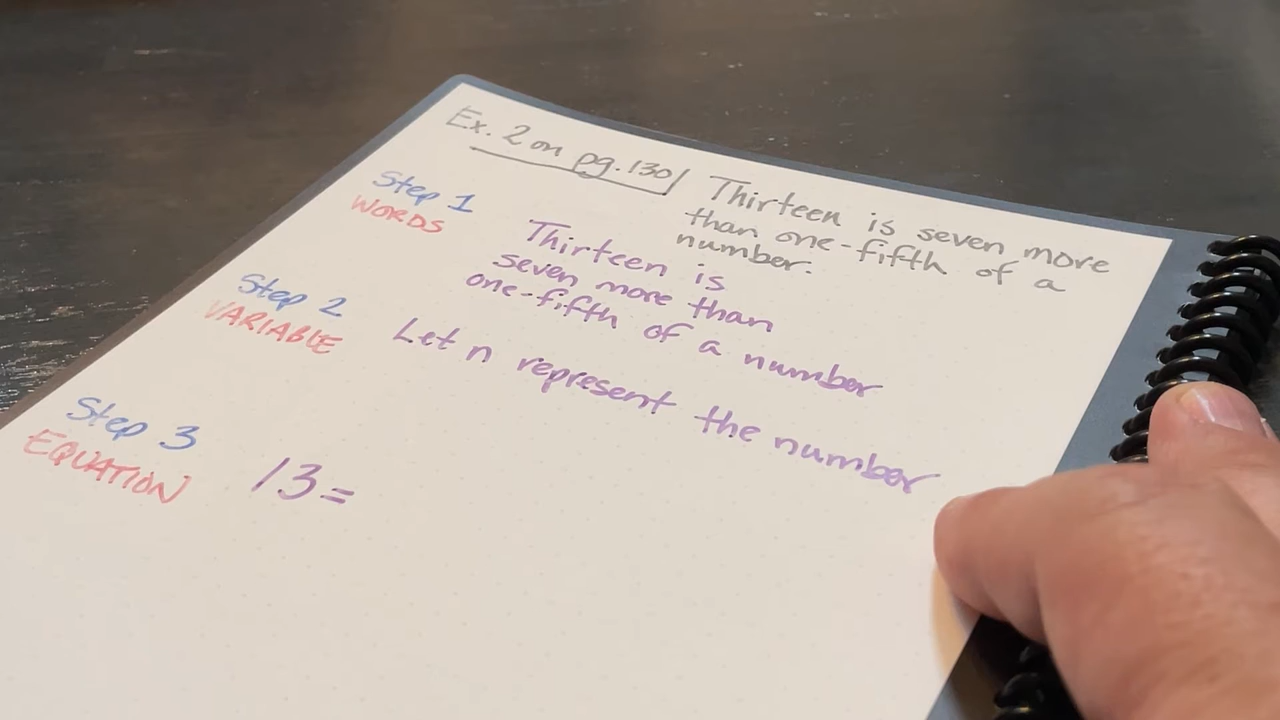 Ex. 2 on pg. 130
Thirteen is seven more
than one-fifth of a
number.
Step 1
WORDS
Thirteen is
seven more than
one-fifth of a number
Step 2
VARIABLE
Let n represent the number
Step 3
EQUATION
13=